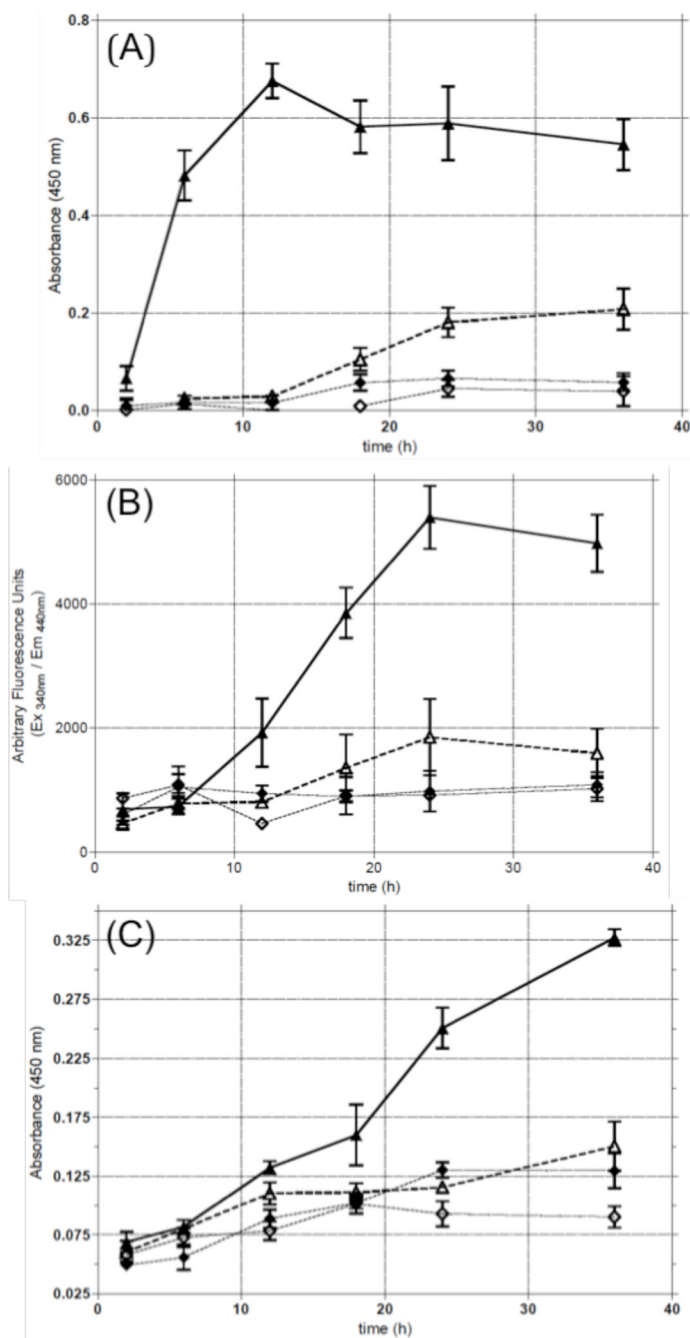 (A)
Absorbance (450 nm)
0.8
0.6
0.4
0.2
0.0
0 10 20 30 40
time (h)
(B)
Arbitrary Fluorescence Units
(Ex 340nm / Em 440nm)
6000
4000
2000
0
0 10 20 30 40
time (h)
(C)
Absorbance (450 nm)
0.325
0.275
0.225
0.175
0.125
0.075
0.025
0 10 20 30 40
time (h)